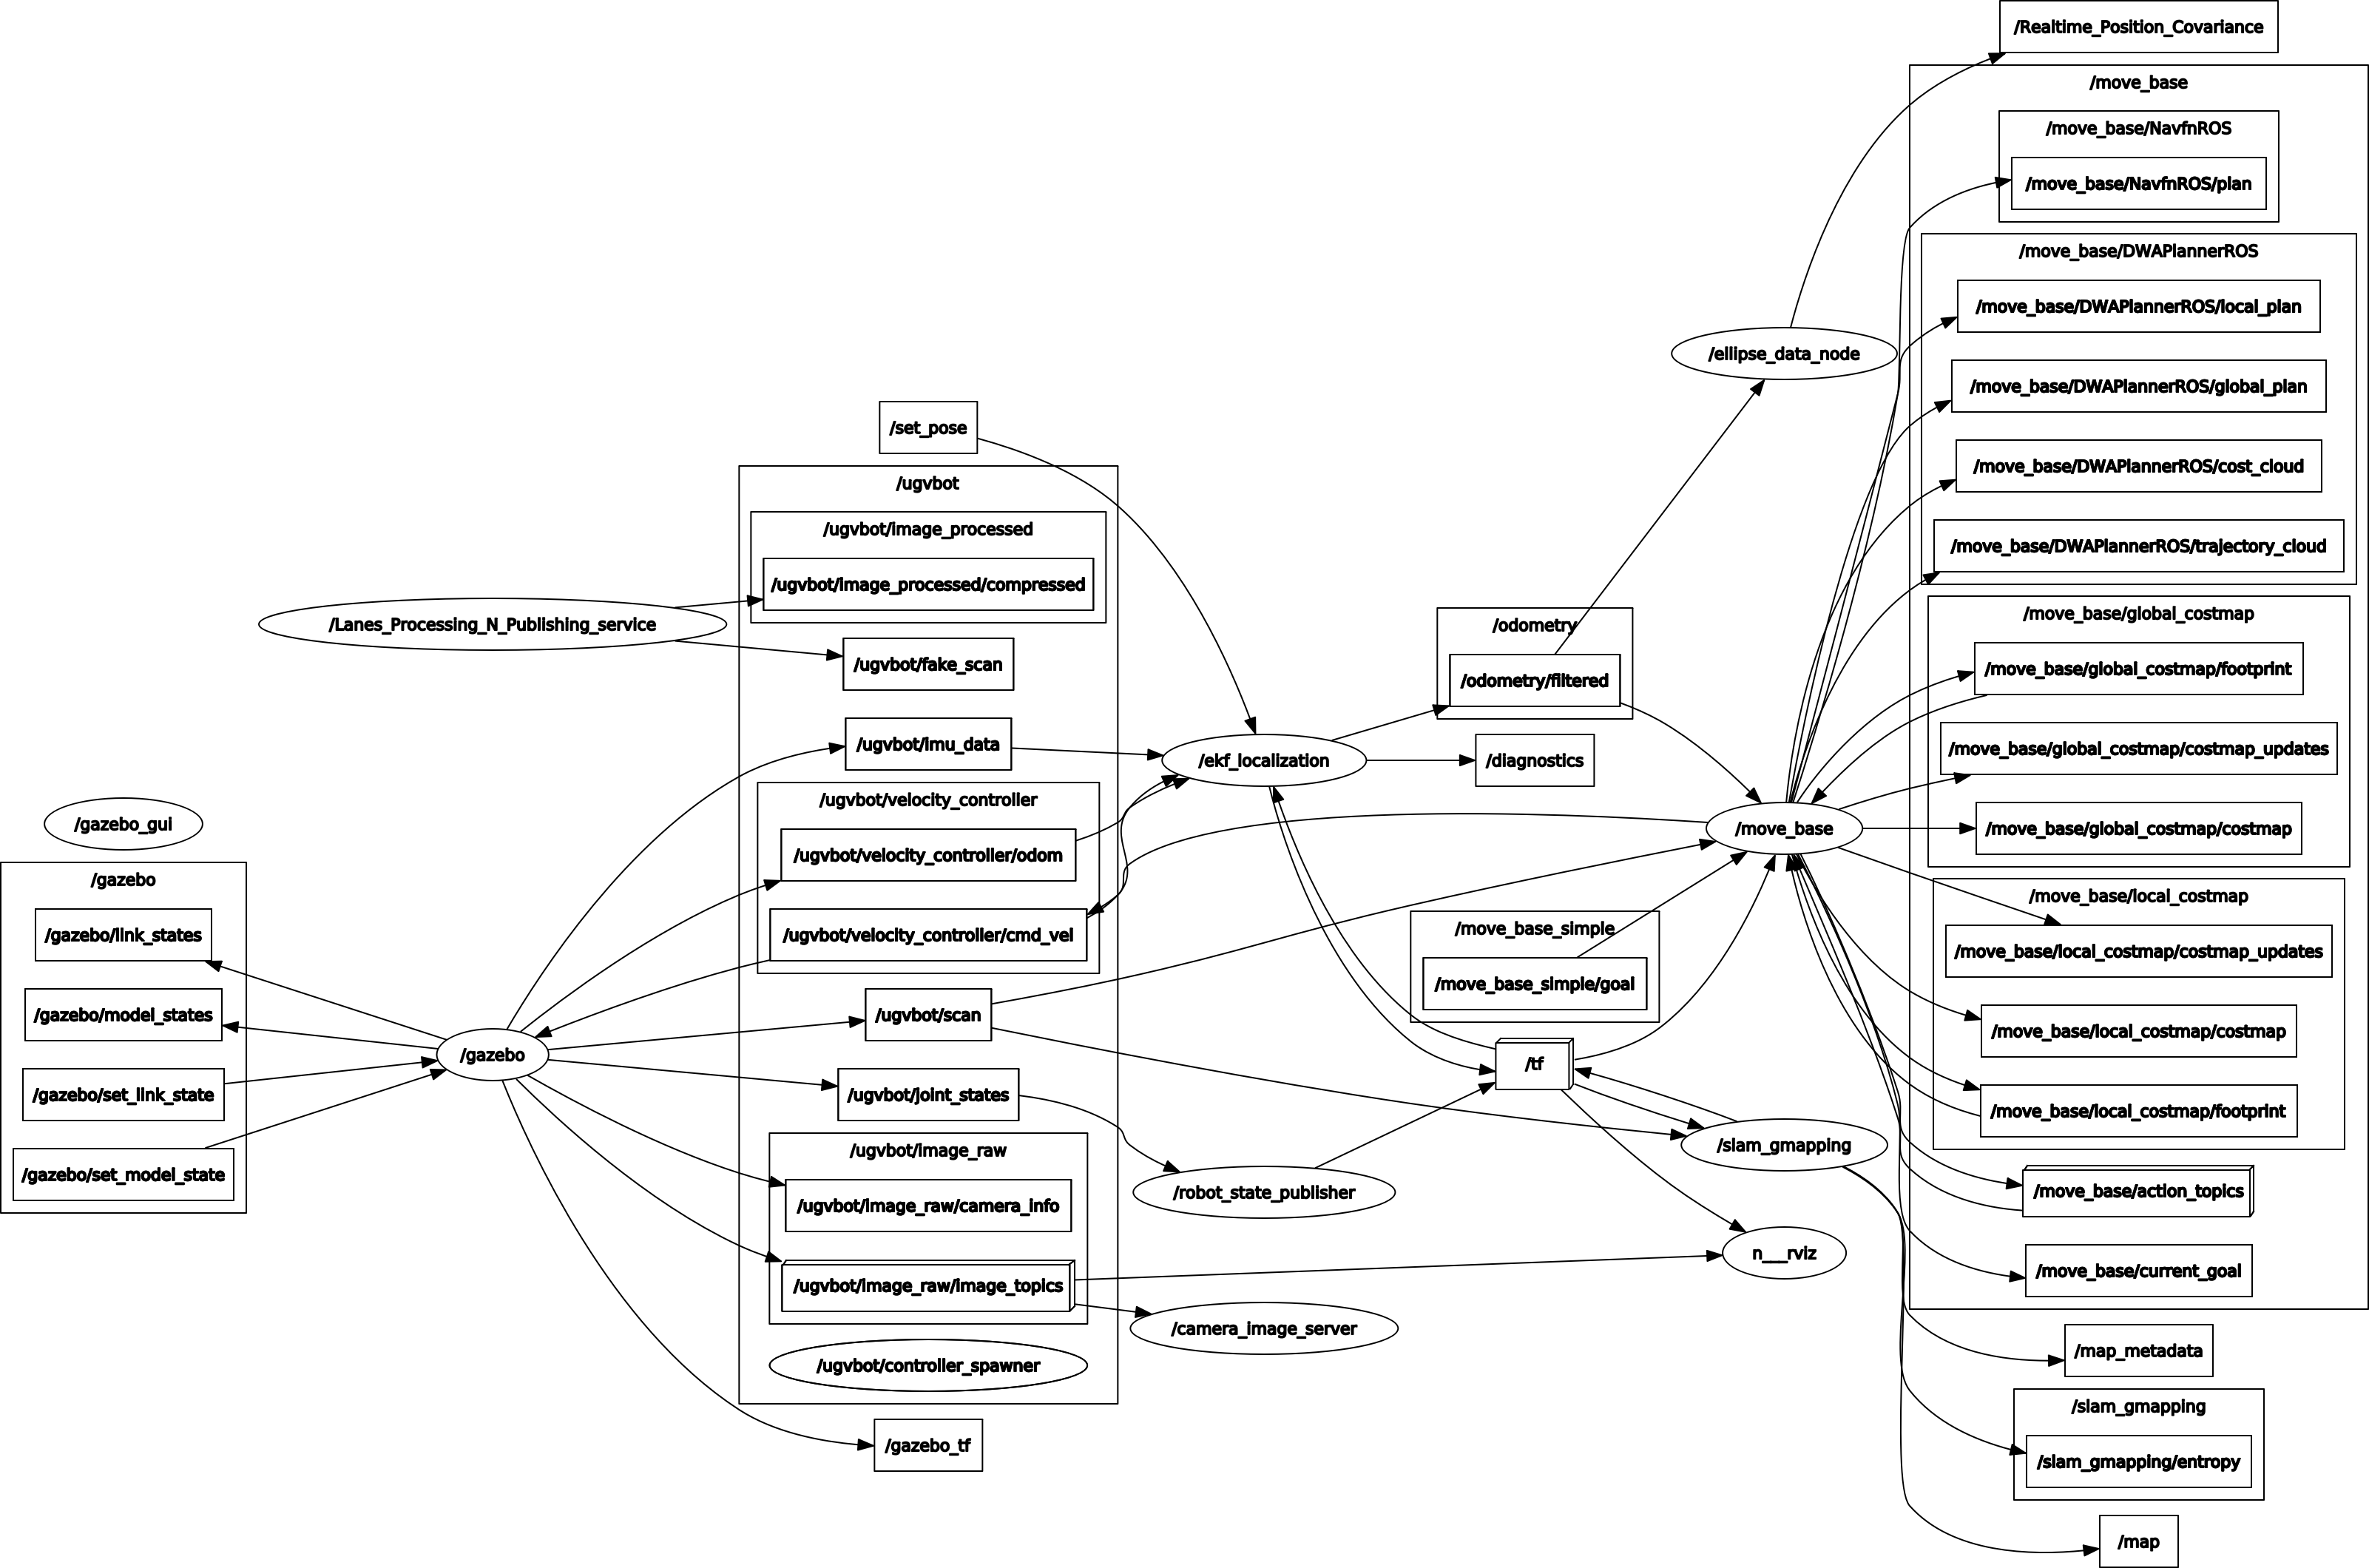 /gazebo_gui
/gazebo
/gazebo/link_states
/gazebo/model_states
/gazebo/set_link_state
/gazebo/set_model_state
/Lanes_Processing_N_Publishing_service
/gazebo
/set_pose
/ugvbot
/ugvbot/image_processed
/ugvbot/image_processed/compressed
/ugvbot/fake_scan
/ugvbot/imu_data
/ugvbot/velocity_controller
/ugvbot/velocity_controller/odom
/ugvbot/velocity_controller/cmd_vel
/ugvbot/scan
/ugvbot/joint_states
/ugvbot/image_raw
/ugvbot/image_raw/camera_info
/ugvbot/image_raw/image_topics
/ugvbot/controller_spawner
/gazebo_tf
/ekf_localization
/robot_state_publisher
/camera_image_server
/odometry
/odometry/filtered
/diagnostics
/move_base_simple
/move_base_simple/goal
/tf
/ellipse_data_node
/move_base
/slam_gmapping
n___rviz
/Realtime_Position_Covariance
/move_base
/move_base/NavfnROS
/move_base/NavfnROS/plan
/move_base/DWAPlannerROS
/move_base/DWAPlannerROS/local_plan
/move_base/DWAPlannerROS/global_plan
/move_base/DWAPlannerROS/cost_cloud
/move_base/DWAPlannerROS/trajectory_cloud
/move_base/global_costmap
/move_base/global_costmap/footprint
/move_base/global_costmap/costmap_updates
/move_base/global_costmap/costmap
/move_base/local_costmap
/move_base/local_costmap/costmap_updates
/move_base/local_costmap/costmap
/move_base/local_costmap/footprint
/move_base/action_topics
/move_base/current_goal
/map_metadata
/slam_gmapping
/slam_gmapping/entropy
/map